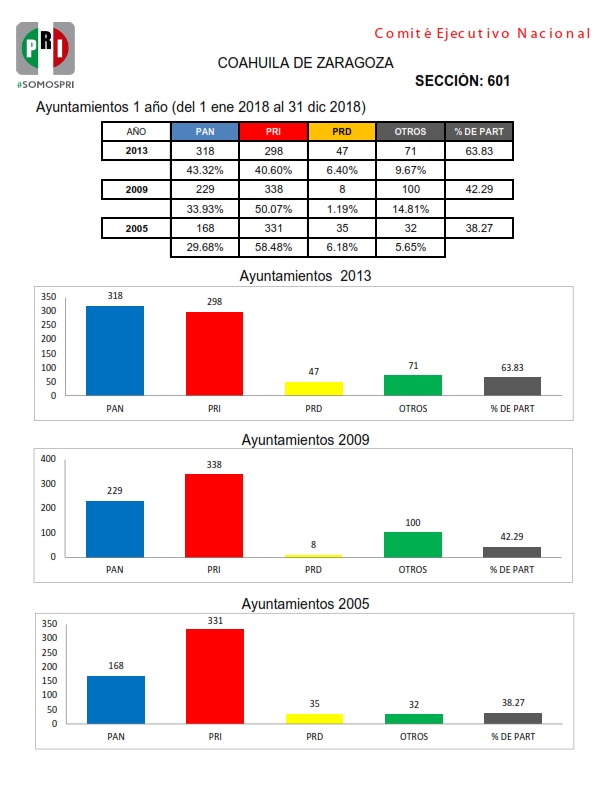 PRI
#SOMOSPRI
Comité Ejecutivo Nacional
COAHUILA DE ZARAGOZA
SECCIÓN: 601
Ayuntamientos 1 año (del 1 ene 2018 al 31 dic 2018)
AÑO PAN PRI PRD OTROS % DE PART
2013 318 298 47 71 63.83
43.32% 40.60% 6.40% 9.67%
2009 229 338 8 100 42.29
33.93% 50.07% 1.19% 14.81%
2005 168 331 35 32 38.27
29.68% 58.48% 6.18% 5.65%
Ayuntamientos 2013
350
300
250
200
150
100
50
0
318 298 47 71 63.83
PAN PRI PRD OTROS % DE PART
Ayuntamientos 2009
400
300
200
100
0
229 338 8 100 42.29
PAN PRI PRD OTROS % DE PART
Ayuntamientos 2005
350
300
250
200
150
100
50
0
168 331 35 32 38.27
PAN PRI PRD OTROS % DE PART